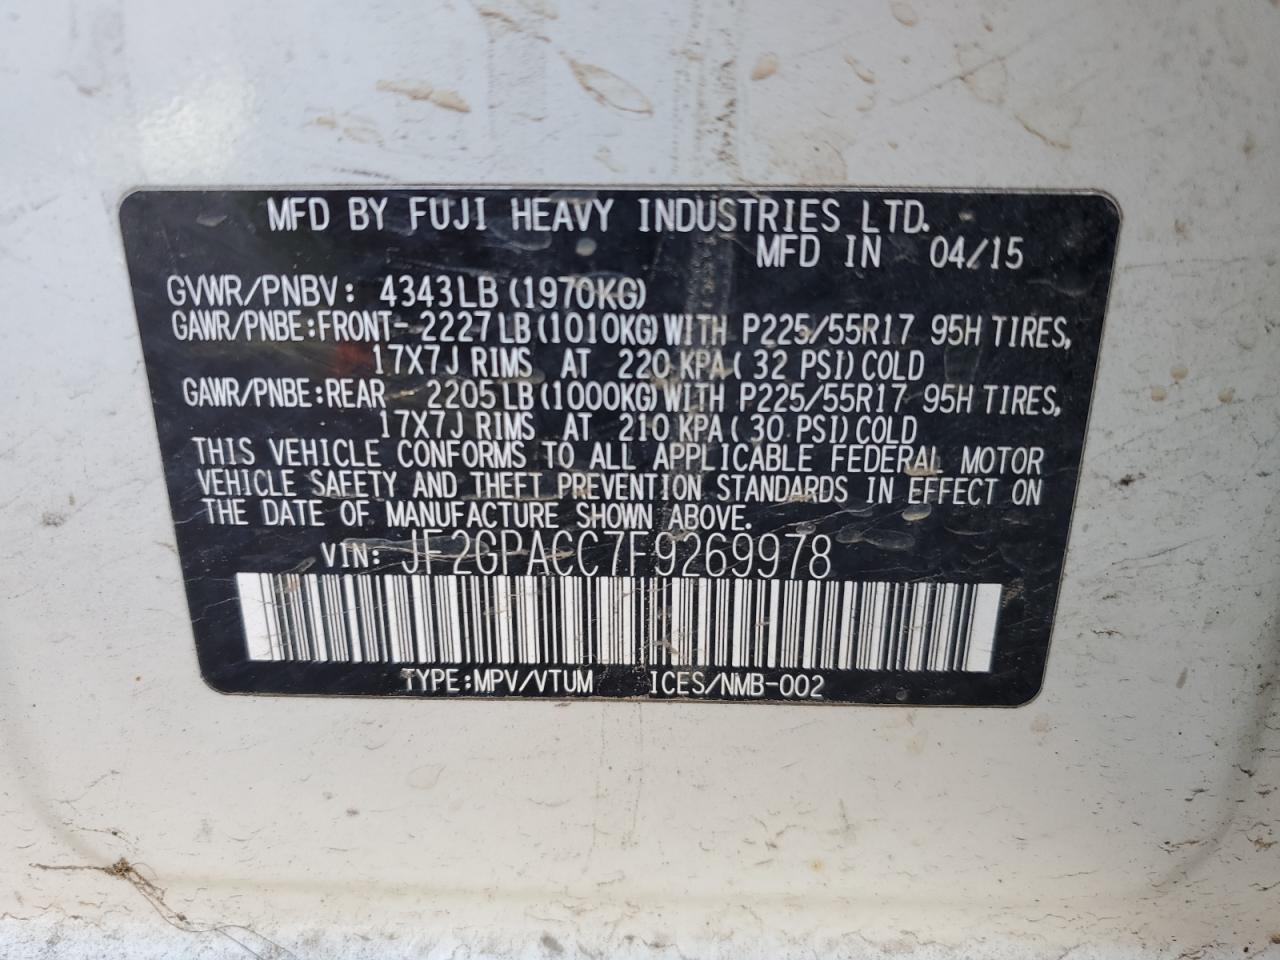 MFD BY FUJI HEAVY INDUSTRIES LTD.
MFD IN 04/15
GVWR/PNBV: 4343LB (1970KG)
GAWR/PNBE:FRONT- 2227 LB (1010KG) WITH P225/55R17 95H TIRES,
17X7J RIMS AT 220 KPA ( 32 PSI) COLD
GAWR/PNBE:REAR 2205 LB (1000KG) WITH P225/55R17 95H TIRES,
17X7J RIMS AT 210 KPA ( 30 PSI) COLD
THIS VEHICLE CONFORMS TO ALL APPLICABLE FEDERAL MOTOR
VEHICLE SAFETY AND THEFT PREVENTION STANDARDS IN EFFECT ON
THE DATE OF MANUFACTURE SHOWN ABOVE.
VIN: JF2GPACC7F9269978
TYPE:MPV/VTUM ICES/NMB-002